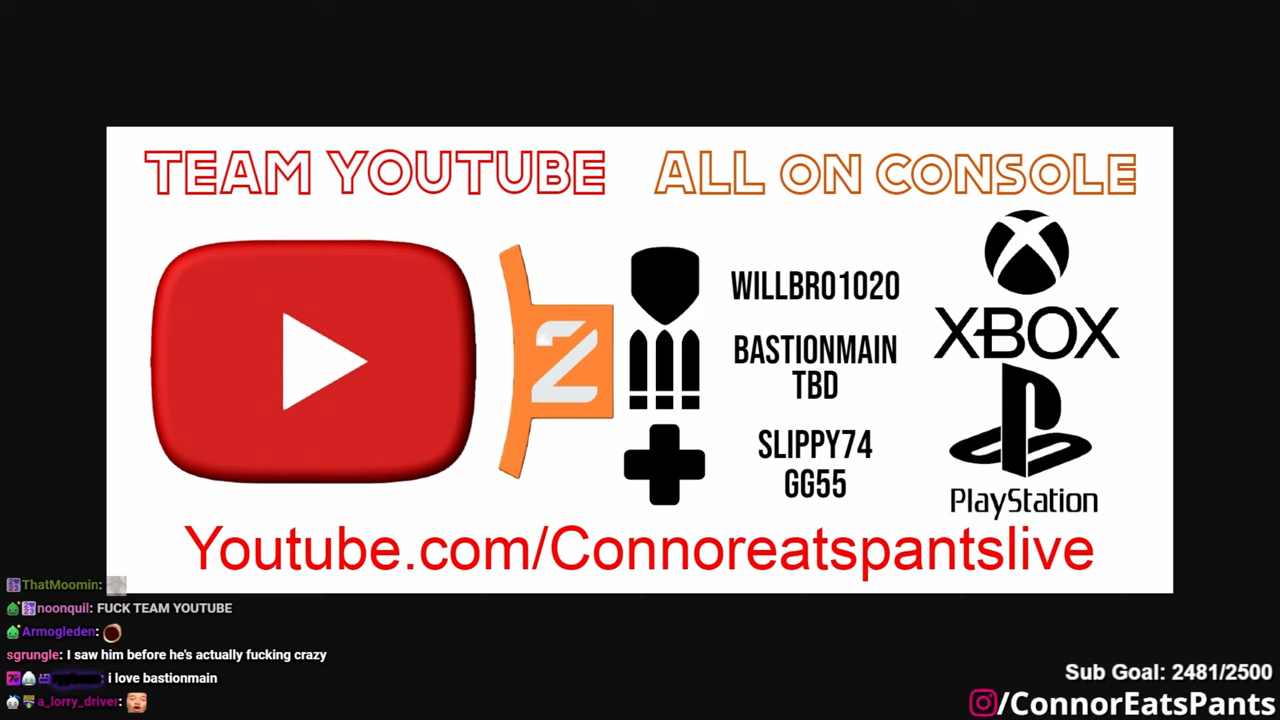 TEAM YOUTUBE
ALL ON CONSOLE
2
WILLBRO1020
BASTIONMAIN
TBD
SLIPPY74
GG55
XBOX
PlayStation
Youtube.com/Connoreatspantslive
ThatMoomin:
noonquil: FUCK TEAM YOUTUBE
Armogleden:
sgrungle: I saw him before he's actually fucking crazy
: i love bastionmain
a_lorry_driver:
Sub Goal: 2481/2500
/ConnorEatsPants